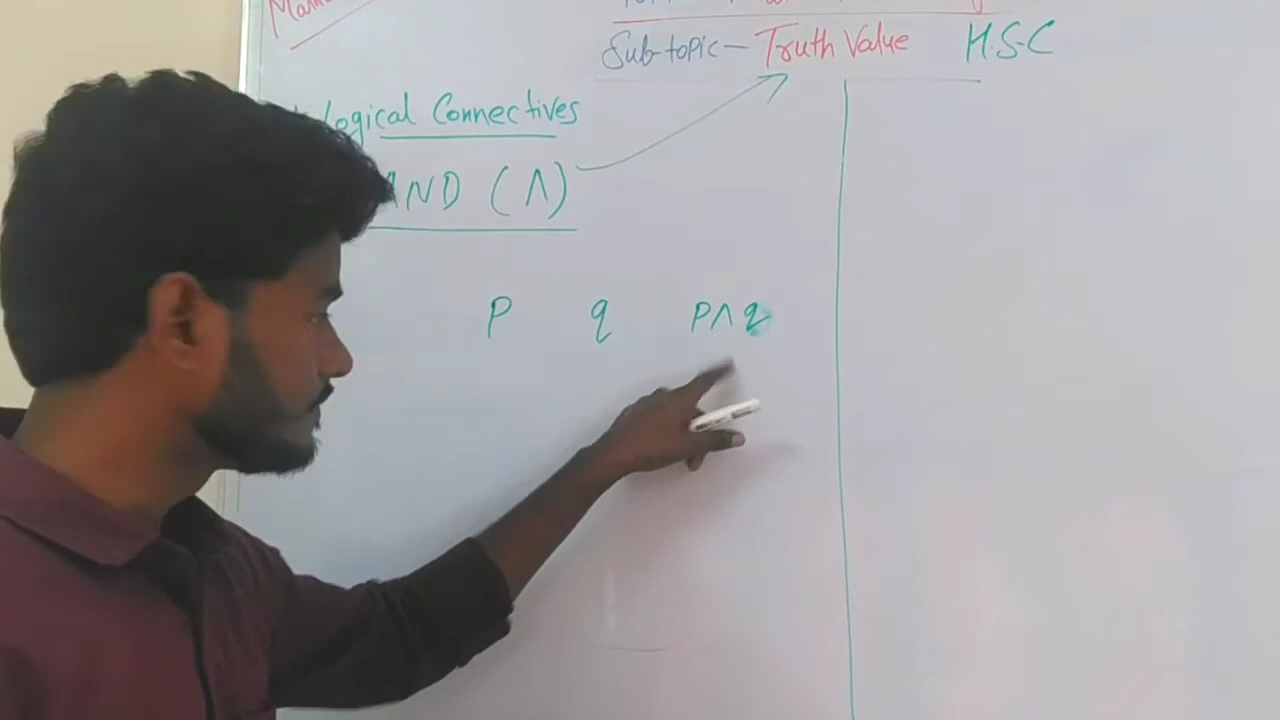 Sub-topic – Truth Value H.S.C
Logical Connectives
AND (∧)
p q p∧q